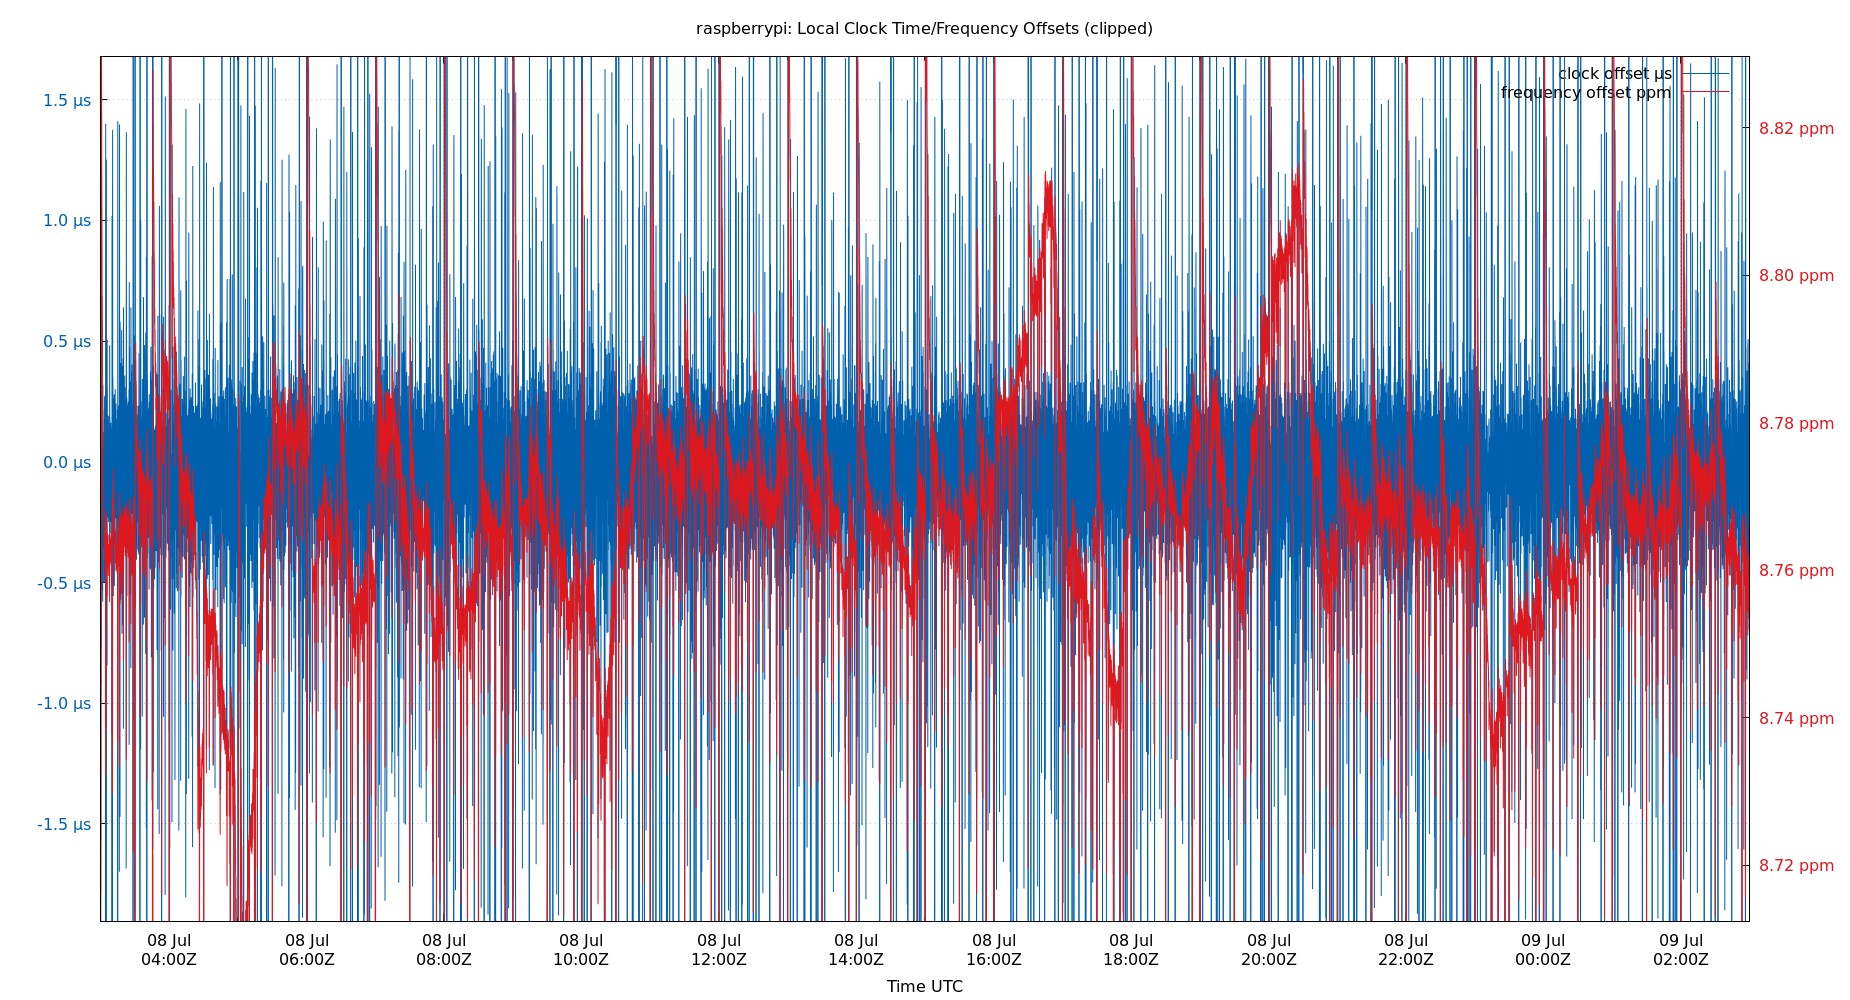 raspberrypi: Local Clock Time/Frequency Offsets (clipped)
clock offset µs
frequency offset ppm
1.5 µs
1.0 µs
0.5 µs
0.0 µs
-0.5 µs
-1.0 µs
-1.5 µs
8.82 ppm
8.80 ppm
8.78 ppm
8.76 ppm
8.74 ppm
8.72 ppm
08 Jul 08 Jul 08 Jul 08 Jul 08 Jul 08 Jul 08 Jul 08 Jul 08 Jul 08 Jul 09 Jul 09 Jul
04:00Z 06:00Z 08:00Z 10:00Z 12:00Z 14:00Z 16:00Z 18:00Z 20:00Z 22:00Z 00:00Z 02:00Z
Time UTC